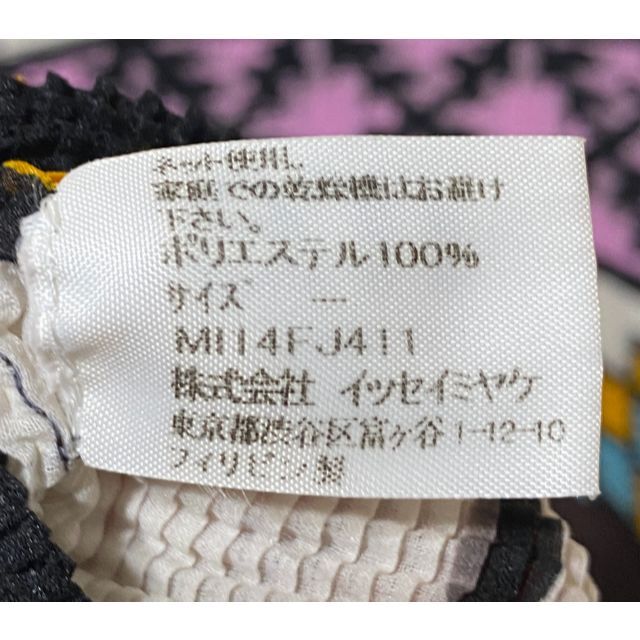 ネット使用。
家庭での乾燥機はお避け
下さい。
ポリエステル100%
サイズ ---
MI14FJ411
株式会社 イッセイミヤケ
東京都渋谷区富ヶ谷1-12-10
フィリピン製